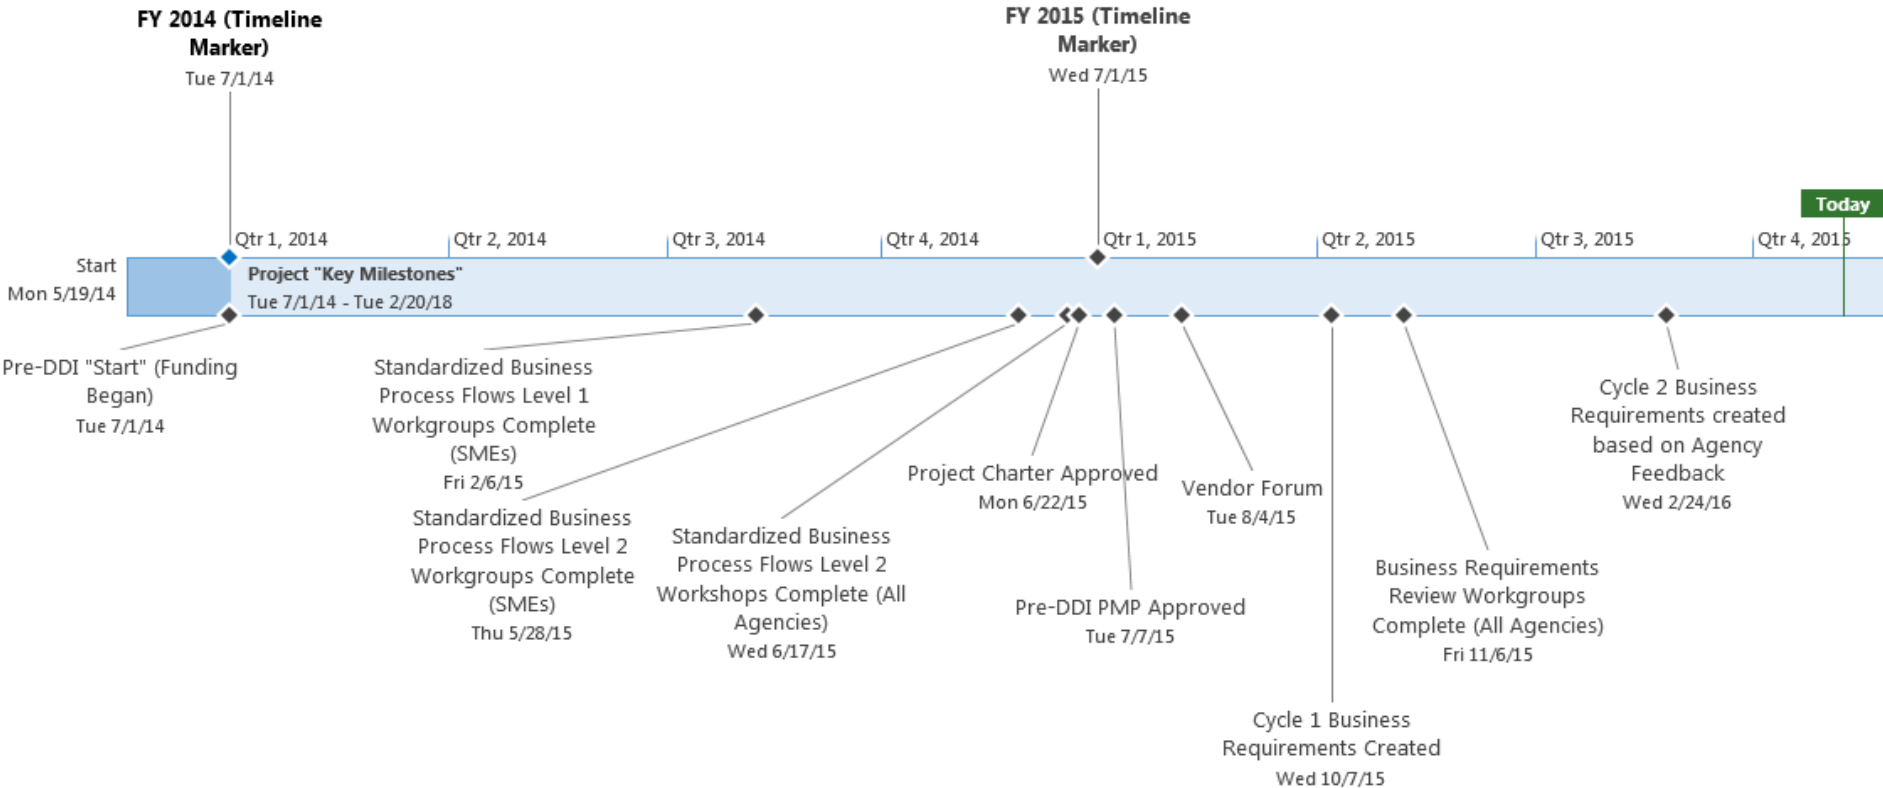 FY 2014 (Timeline
Marker)
Tue 7/1/14
FY 2015 (Timeline
Marker)
Wed 7/1/15
Today
Qtr 1, 2014
Qtr 2, 2014
Qtr 3, 2014
Qtr 4, 2014
Qtr 1, 2015
Qtr 2, 2015
Qtr 3, 2015
Qtr 4, 2015
Start
Mon 5/19/14
Project "Key Milestones"
Tue 7/1/14 - Tue 2/20/18
Pre-DDI "Start" (Funding
Began)
Tue 7/1/14
Standardized Business
Process Flows Level 1
Workgroups Complete
(SMEs)
Fri 2/6/15
Standardized Business
Process Flows Level 2
Workgroups Complete
(SMEs)
Thu 5/28/15
Standardized Business
Process Flows Level 2
Workshops Complete (All
Agencies)
Wed 6/17/15
Project Charter Approved
Mon 6/22/15
Pre-DDI PMP Approved
Tue 7/7/15
Vendor Forum
Tue 8/4/15
Cycle 1 Business
Requirements Created
Wed 10/7/15
Business Requirements
Review Workgroups
Complete (All Agencies)
Fri 11/6/15
Cycle 2 Business
Requirements created
based on Agency
Feedback
Wed 2/24/16